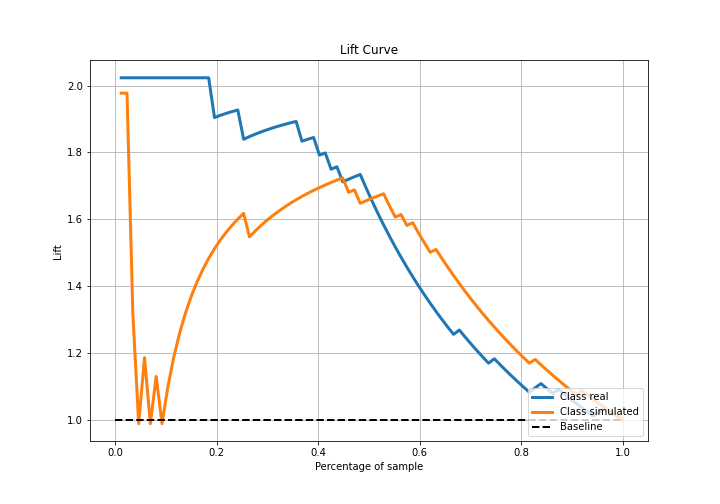 Lift Curve
Lift
2.0
1.8
1.6
1.4
1.2
1.0
0.0
0.2
0.4
0.6
0.8
1.0
Percentage of sample
Class real
Class simulated
Baseline